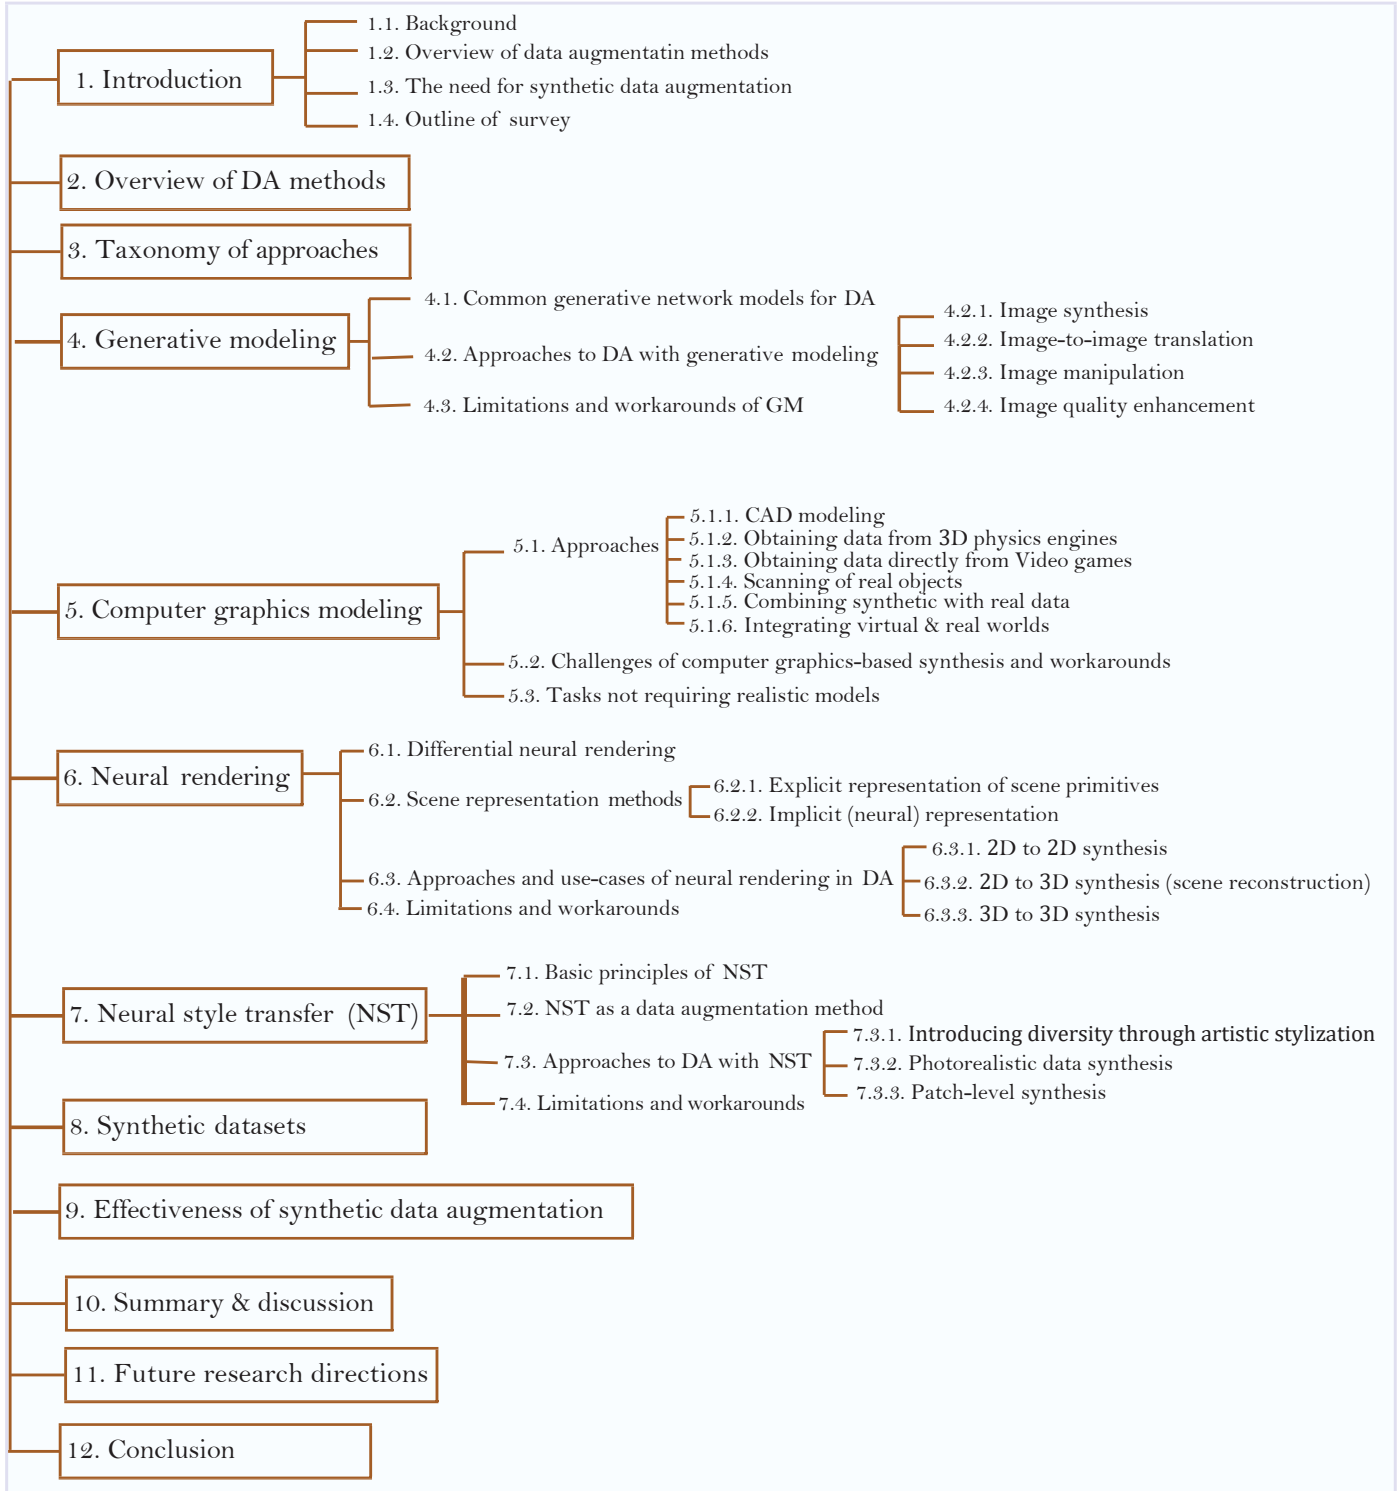 1. Introduction
1.1. Background
1.2. Overview of data augmentatin methods
1.3. The need for synthetic data augmentation
1.4. Outline of survey
2. Overview of DA methods
3. Taxonomy of approaches
4. Generative modeling
4.1. Common generative network models for DA
4.2. Approaches to DA with generative modeling
4.2.1. Image synthesis
4.2.2. Image-to-image translation
4.2.3. Image manipulation
4.2.4. Image quality enhancement
4.3. Limitations and workarounds of GM
5. Computer graphics modeling
5.1. Approaches
5.1.1. CAD modeling
5.1.2. Obtaining data from 3D physics engines
5.1.3. Obtaining data directly from Video games
5.1.4. Scanning of real objects
5.1.5. Combining synthetic with real data
5.1.6. Integrating virtual & real worlds
5..2. Challenges of computer graphics-based synthesis and workarounds
5.3. Tasks not requiring realistic models
6. Neural rendering
6.1. Differential neural rendering
6.2. Scene representation methods
6.2.1. Explicit representation of scene primitives
6.2.2. Implicit (neural) representation
6.3. Approaches and use-cases of neural rendering in DA
6.3.1. 2D to 2D synthesis
6.3.2. 2D to 3D synthesis (scene reconstruction)
6.3.3. 3D to 3D synthesis
6.4. Limitations and workarounds
7. Neural style transfer (NST)
7.1. Basic principles of NST
7.2. NST as a data augmentation method
7.3. Approaches to DA with NST
7.3.1. Introducing diversity through artistic stylization
7.3.2. Photorealistic data synthesis
7.3.3. Patch-level synthesis
7.4. Limitations and workarounds
8. Synthetic datasets
9. Effectiveness of synthetic data augmentation
10. Summary & discussion
11. Future research directions
12. Conclusion